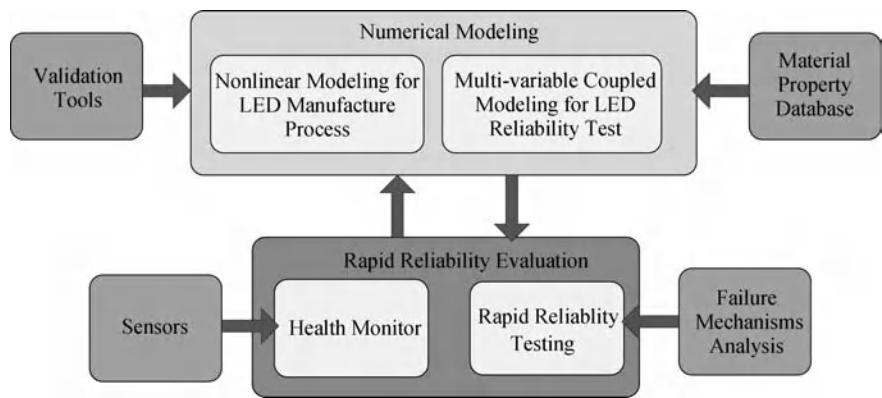 Numerical Modeling
Validation
Tools
Nonlinear Modeling for
LED Manufacture
Process
Multi-variable Coupled
Modeling for LED
Reliability Test
Material
Property
Database
Rapid Reliability Evaluation
Sensors
Health Monitor
Rapid Reliablity
Testing
Failure
Mechanisms
Analysis